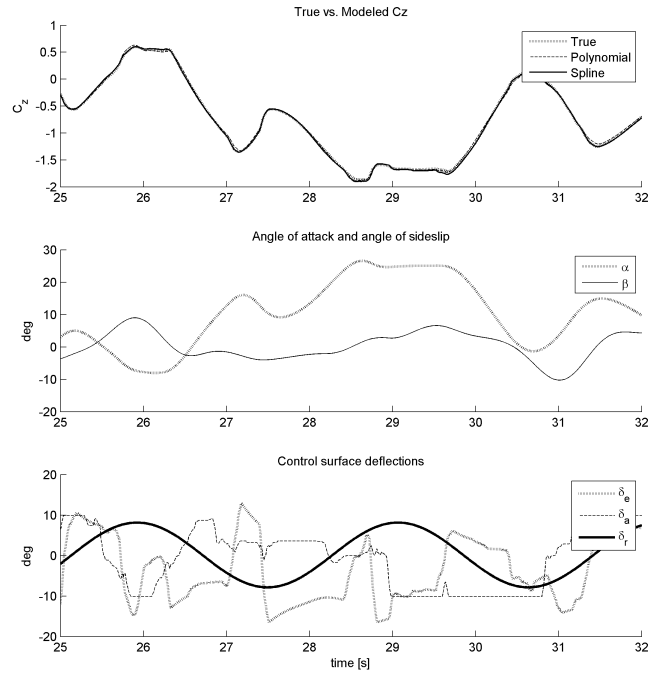 True vs. Modeled Cz
1
0.5
0
-0.5
-1
-1.5
-2
C_z
True
Polynomial
Spline
25 26 27 28 29 30 31 32
Angle of attack and angle of sideslip
30
20
10
0
-10
-20
deg
α
β
25 26 27 28 29 30 31 32
Control surface deflections
20
10
0
-10
-20
deg
δ_e
δ_a
δ_r
25 26 27 28 29 30 31 32
time [s]